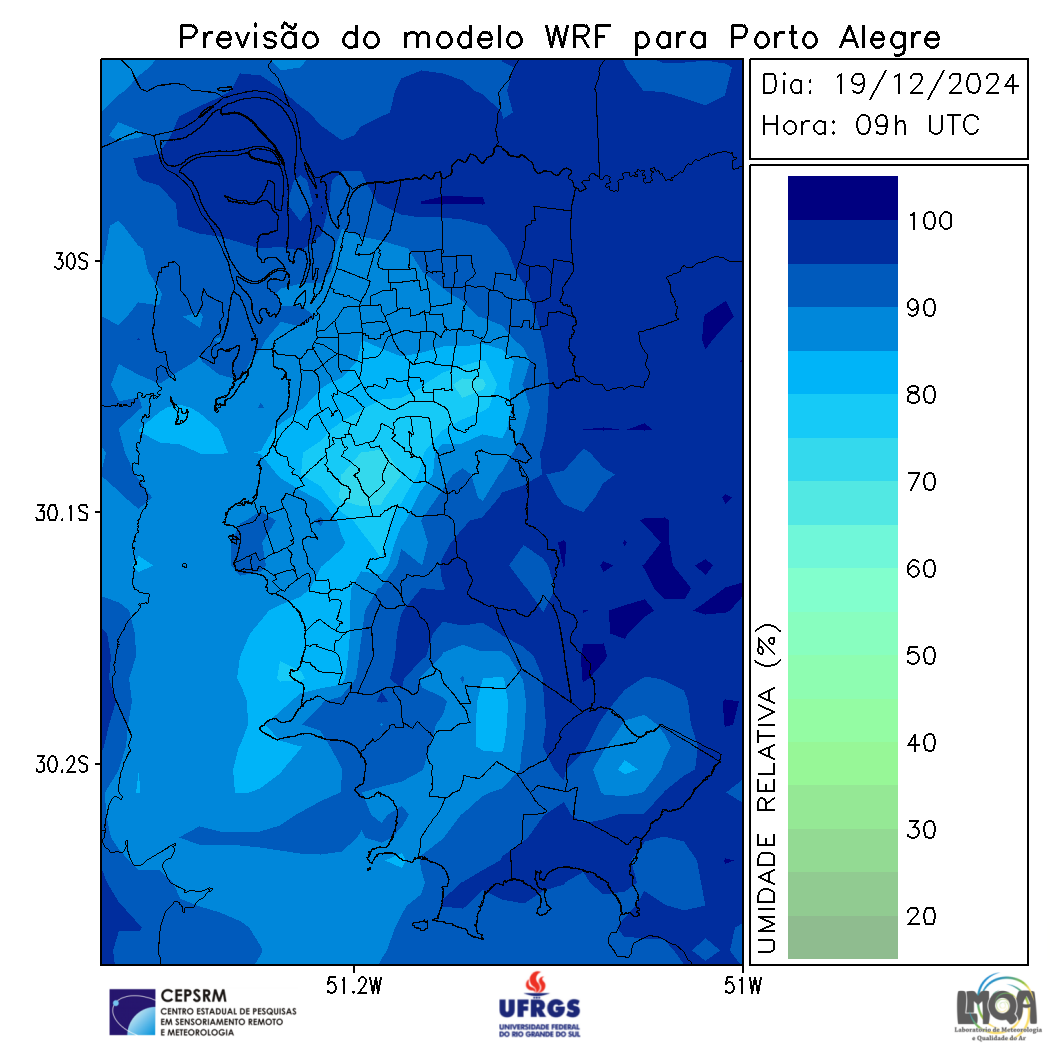 Previsão do modelo WRF para Porto Alegre
Dia: 19/12/2024
Hora: 09h UTC
100
90
80
70
60
50
40
30
20
UMIDADE RELATIVA (%)
30S
30.1S
30.2S
51.2W
51W
CEPSRM
CENTRO ESTADUAL DE PESQUISAS
EM SENSORIAMENTO REMOTO
E METEOROLOGIA
UFRGS
UNIVERSIDADE FEDERAL
DO RIO GRANDE DO SUL
LMQA
Laboratório de Meteorologia
e Qualidade do Ar